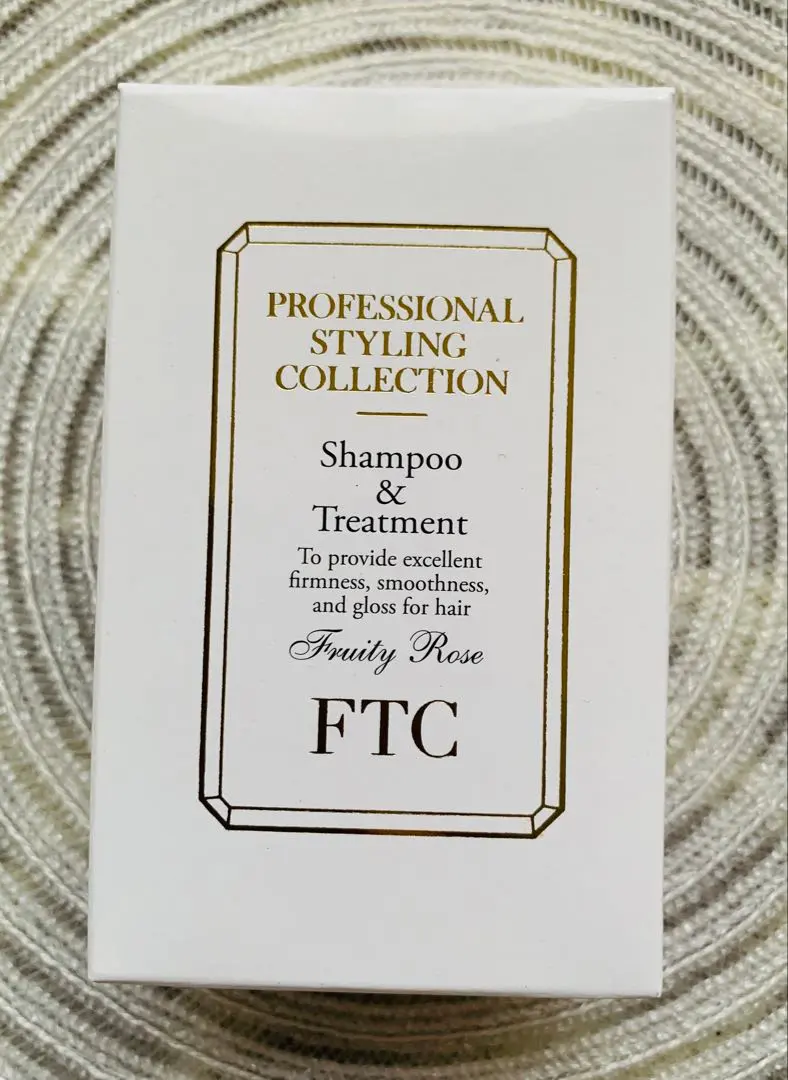 PROFESSIONAL
STYLING
COLLECTION
Shampoo
&
Treatment
To provide excellent
firmness, smoothness,
and gloss for hair
Fruity Rose
FTC